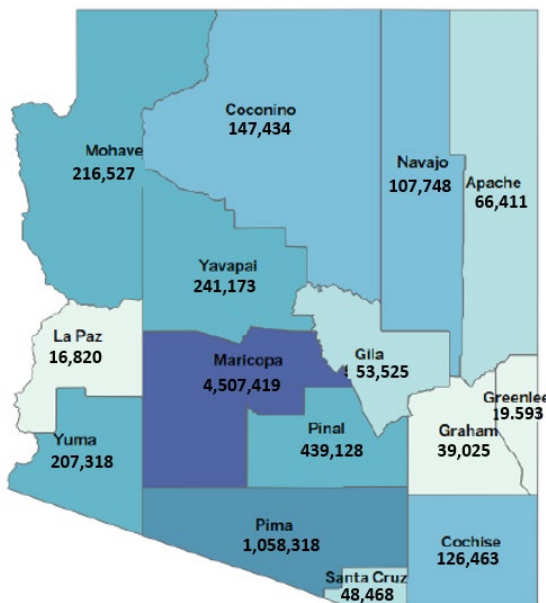 Coconino
147,434
Mohave
216,527
Navajo
107,748
Apache
66,411
Yavapai
241,173
La Paz
16,820
Maricopa
4,507,419
Gila
53,525
Greenlee
19.593
Yuma
207,318
Pinal
439,128
Graham
39,025
Pima
1,058,318
Cochise
126,463
Santa Cruz
48,468